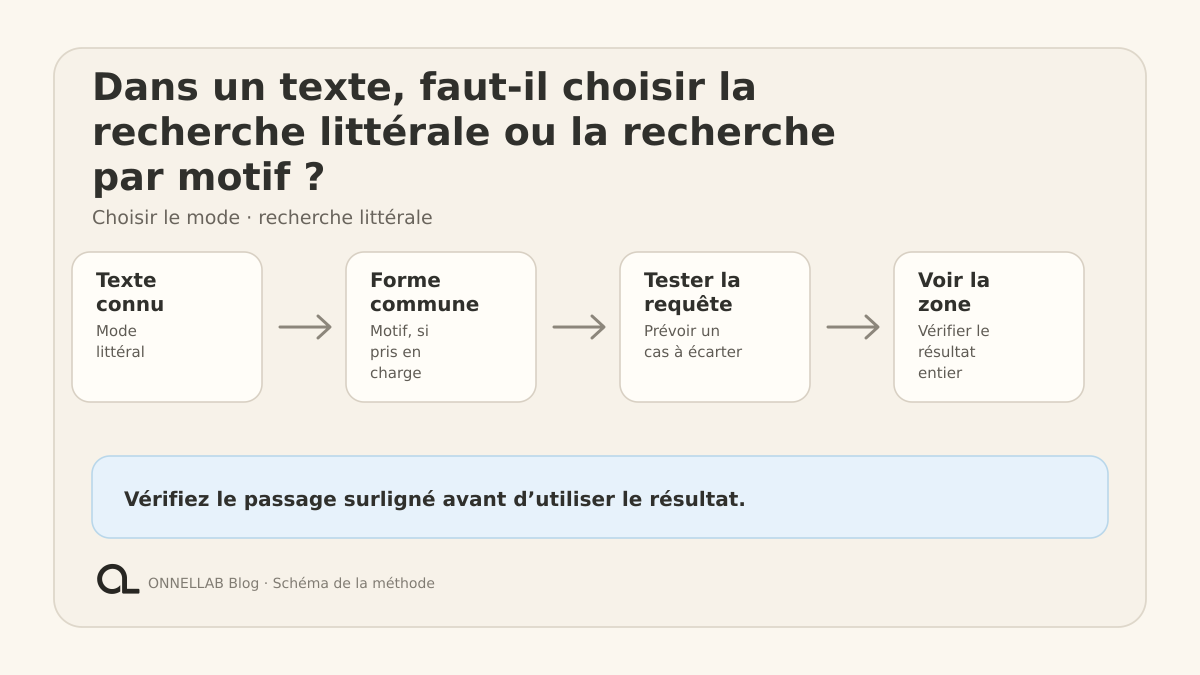 Dans un texte, faut-il choisir la
recherche littérale ou la recherche
par motif ?
Choisir le mode · recherche littérale
Texte
connu
Mode
littéral
Forme
commune
Motif, si
pris en
charge
Tester la
requête
Prévoir un
cas à écarter
Voir la
zone
Vérifier le
résultat
entier
Vérifiez le passage surligné avant d’utiliser le résultat.
ONNELLAB Blog · Schéma de la méthode